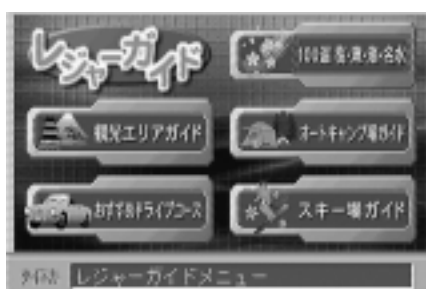 レジャーガイド
100選 桜・滝・島・名水
観光エリアガイド
オートキャンプ場ガイド
おすすめドライブコース
スキー場ガイド
タイトル レジャーガイドメニュー